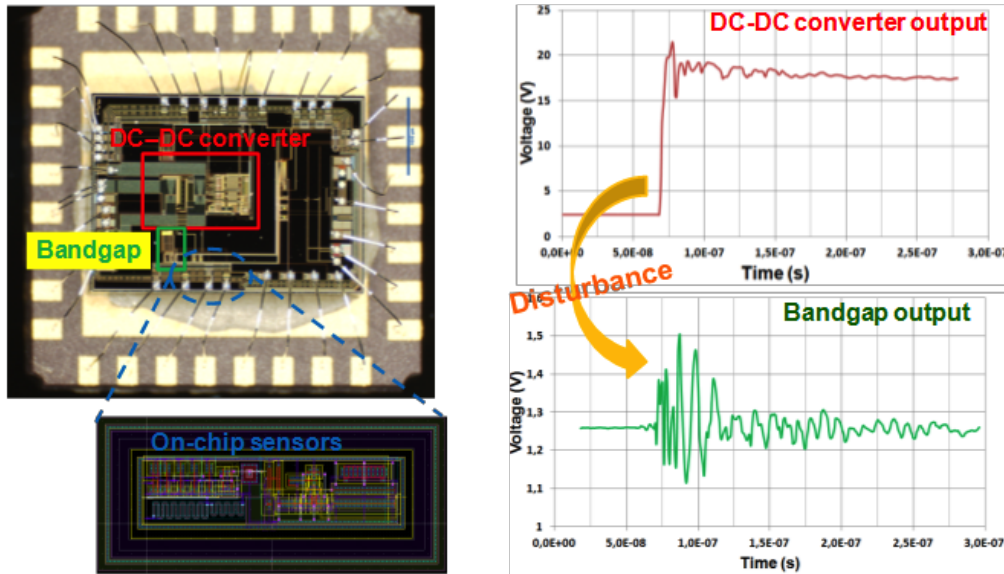 DC–DC converter
Bandgap
On-chip sensors
DC-DC converter output
Voltage (V)
25
20
15
10
5
0
0,0E+00
5,0E-08
1,0E-07
1,5E-07
2,0E-07
2,5E-07
3,0E-07
Time (s)
Disturbance
Bandgap output
Voltage (V)
1,6
1,5
1,4
1,3
1,2
1,1
1
0,0E+00
5,0E-08
1,0E-07
1,5E-07
2,0E-07
2,5E-07
3,0E-07
Time (s)